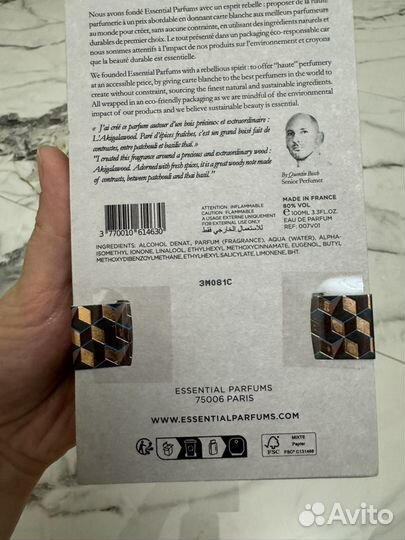 Nous avons fondé Essential Parfums avec un esprit rebelle : proposer de la haute
parfumerie à un prix abordable en donnant carte blanche aux meilleurs parfumeurs
au monde pour créer, sans aucune contrainte, en utilisant des ingrédients naturels et
durables de premier choix. Le tout présenté dans un packaging éco-responsable car
nous sommes attentifs à l'impact de nos produits sur l'environnement et croyons
que la beauté durable est essentielle.
We founded Essential Parfums with a rebellious spirit : to offer "haute" perfumery
at an accessible price, by giving carte blanche to the best perfumers in the world to
create without constraint, sourcing the finest natural and sustainable ingredients.
All wrapped in an eco-friendly packaging as we are mindful of the environmental
impact of our products and we believe sustainable beauty is essential.
« J'ai créé ce parfum autour d'un bois précieux et extraordinaire :
L'Akigalawood. Paré d'épices fraîches, c'est un grand boisé fait de
contrastes, entre patchouli et basilic thaï. »
"I created this fragrance around a precious and extraordinary wood :
Akigalawood. Adorned with fresh spices, it is a great woody note made
of contrasts, between patchouli and thai basil."
By Quentin Bisch
Senior Perfumer
3 770010 614630
ATTENTION: INFLAMMABLE
CAUTION : FLAMMABLE
À USAGE EXTERNE UNIQUEMENT
FOR EXTERNAL USE ONLY
للاستعمال الخارجي فقط
MADE IN FRANCE
80% VOL
℮ 100ML 3.3FL.OZ.
EAU DE PARFUM
REF. 007V01
INGREDIENTS: ALCOHOL DENAT., PARFUM (FRAGRANCE), AQUA (WATER), ALPHA-
ISOMETHYL IONONE, LINALOOL, ETHYLHEXYL METHOXYCINNAMATE, EUGENOL, BUTYL
METHOXYDIBENZOYLMETHANE, ETHYLHEXYL SALICYLATE, LIMONENE, BHT.
3M081C
ESSENTIAL PARFUMS
75006 PARIS
WWW.ESSENTIALPARFUMS.COM
FSC
MIXTE
Papier
FSC® C131468
Avito